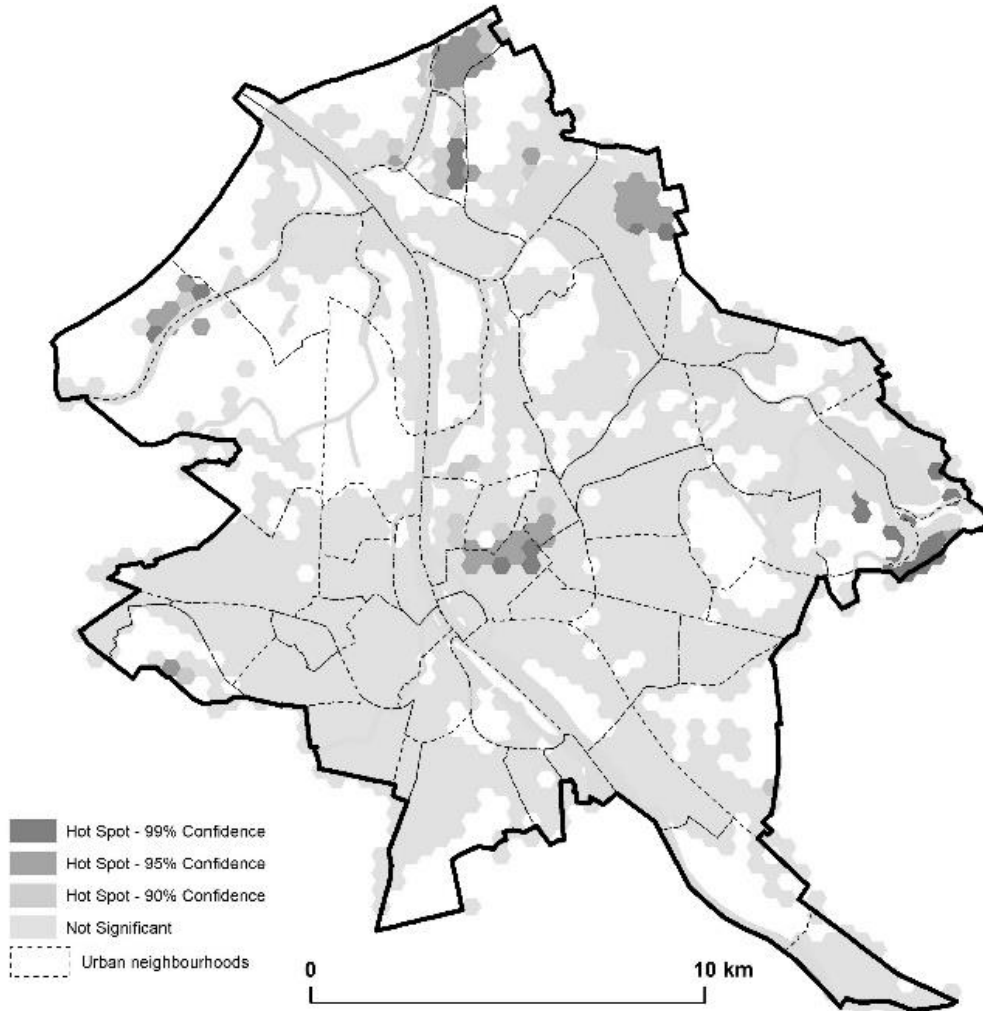 Hot Spot - 99% Confidence
Hot Spot - 95% Confidence
Hot Spot - 90% Confidence
Not Significant
Urban neighbourhoods
0 10 km